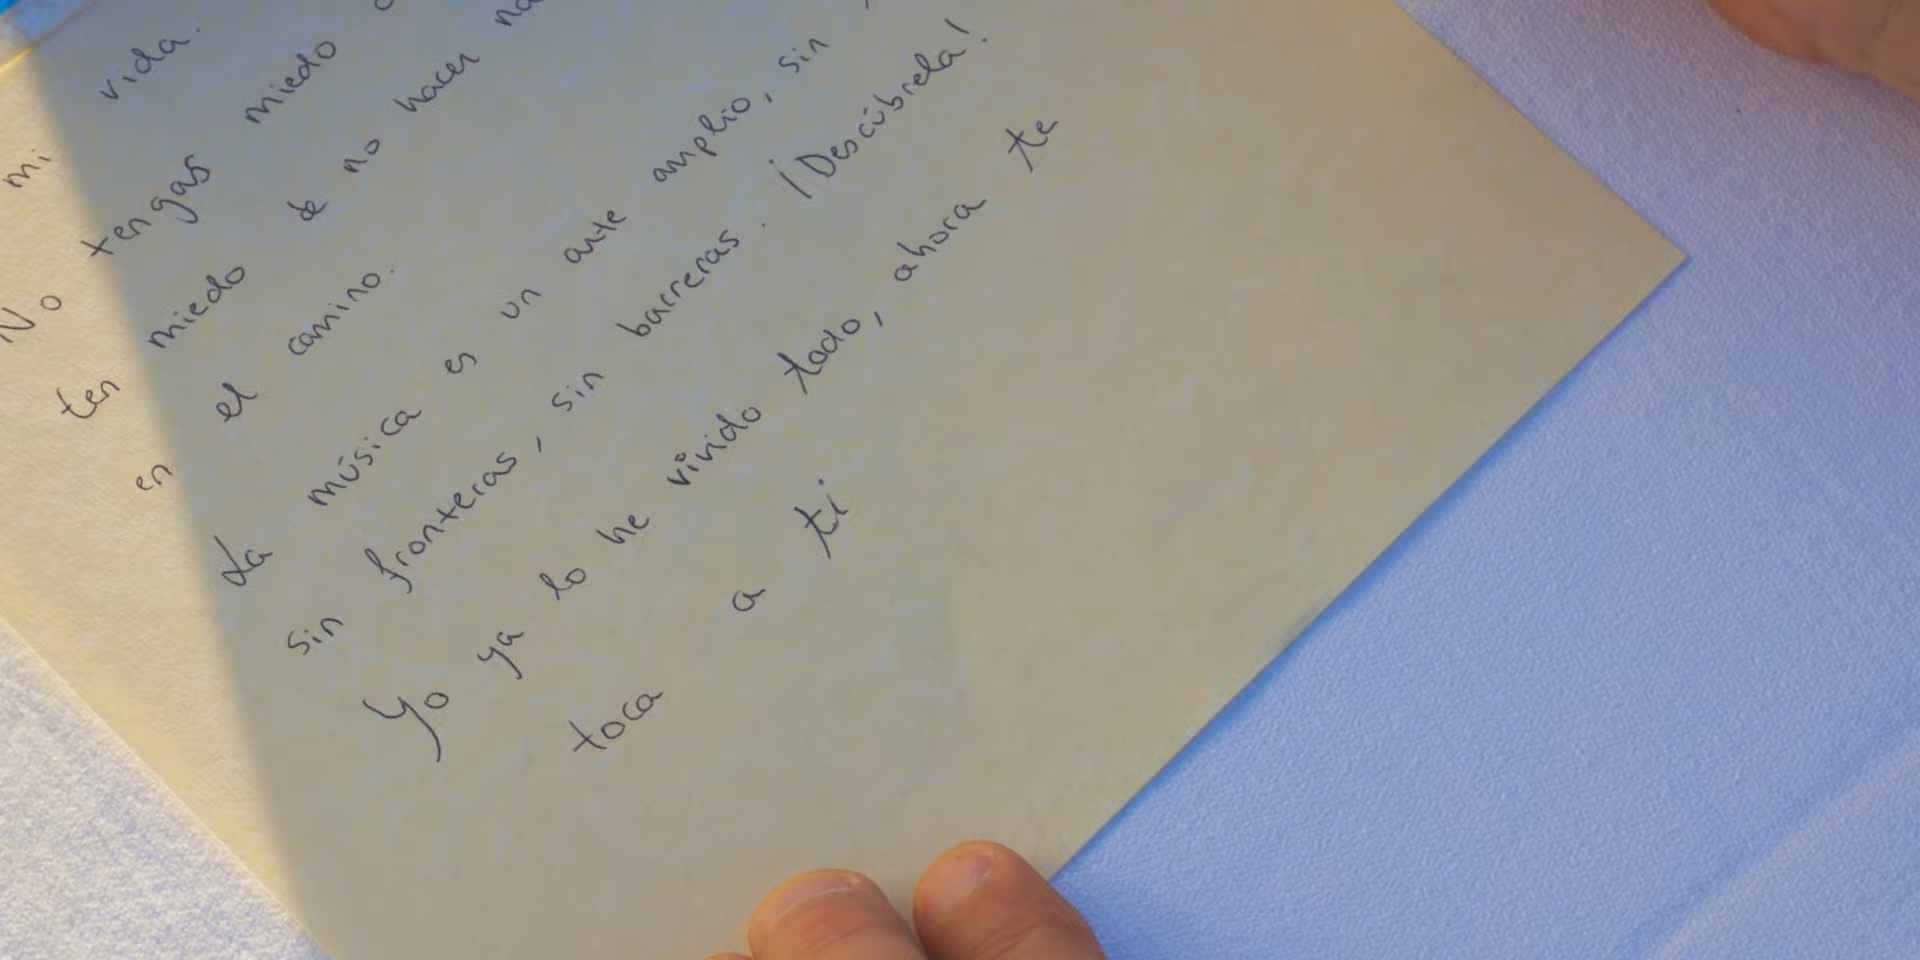 mi vida.
No tengas miedo
ten miedo de no hacer
en el camino.
La música es un arte amplio, sin
sin fronteras, sin barreras. ¡Descúbrela!
Yo ya lo he vivido todo, ahora te
toca a ti